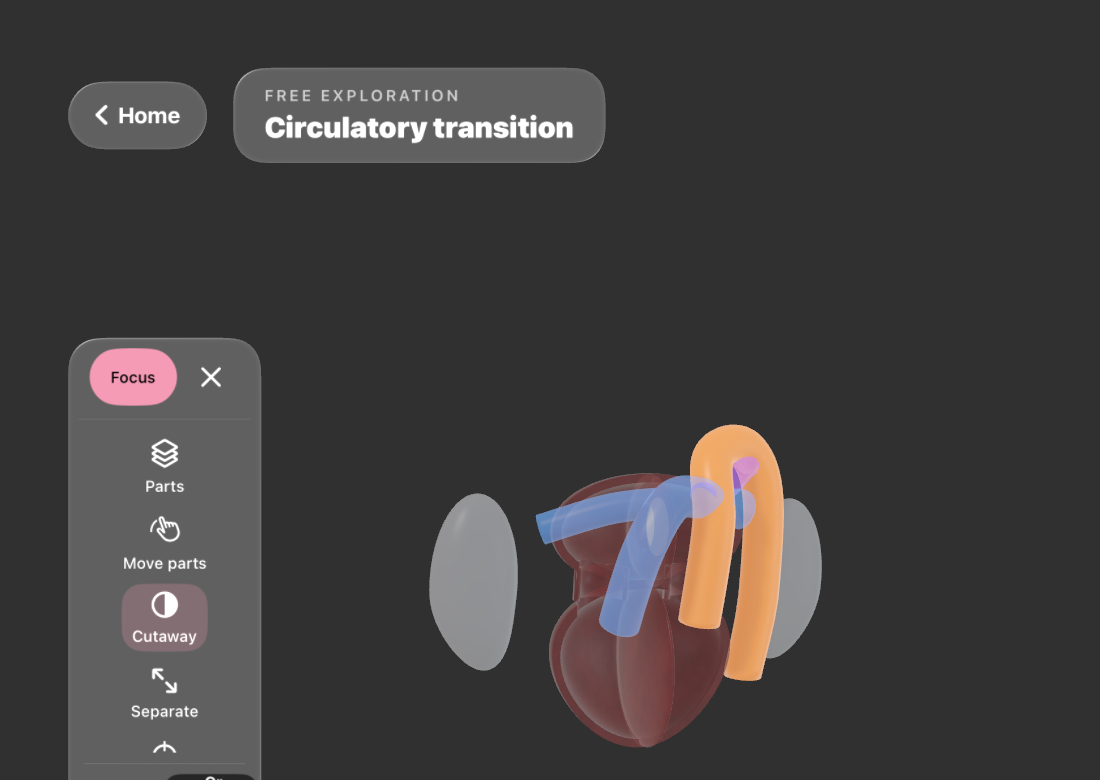 Home
FREE EXPLORATION
Circulatory transition
Focus
Parts
Move parts
Cutaway
Separate